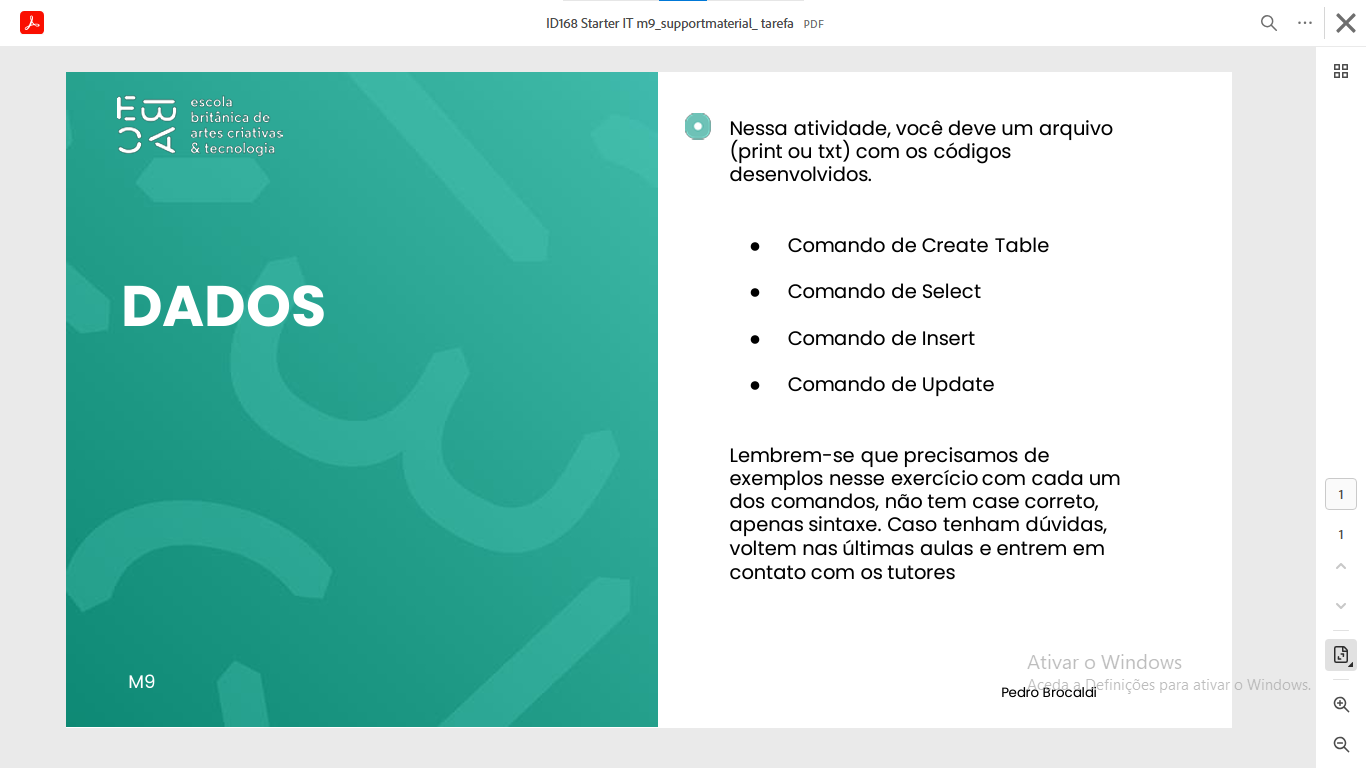 ID168 Starter IT m9_supportmaterial_ tarefa PDF
EBAC
escola
britânica de
artes criativas
& tecnologia
DADOS
M9
Nessa atividade, você deve um arquivo
(print ou txt) com os códigos
desenvolvidos.
● Comando de Create Table
● Comando de Select
● Comando de Insert
● Comando de Update
Lembrem-se que precisamos de
exemplos nesse exercício com cada um
dos comandos, não tem case correto,
apenas sintaxe. Caso tenham dúvidas,
voltem nas últimas aulas e entrem em
contato com os tutores
Pedro Brocaldi
Ativar o Windows
Aceda a Definições para ativar o Windows.
1
1